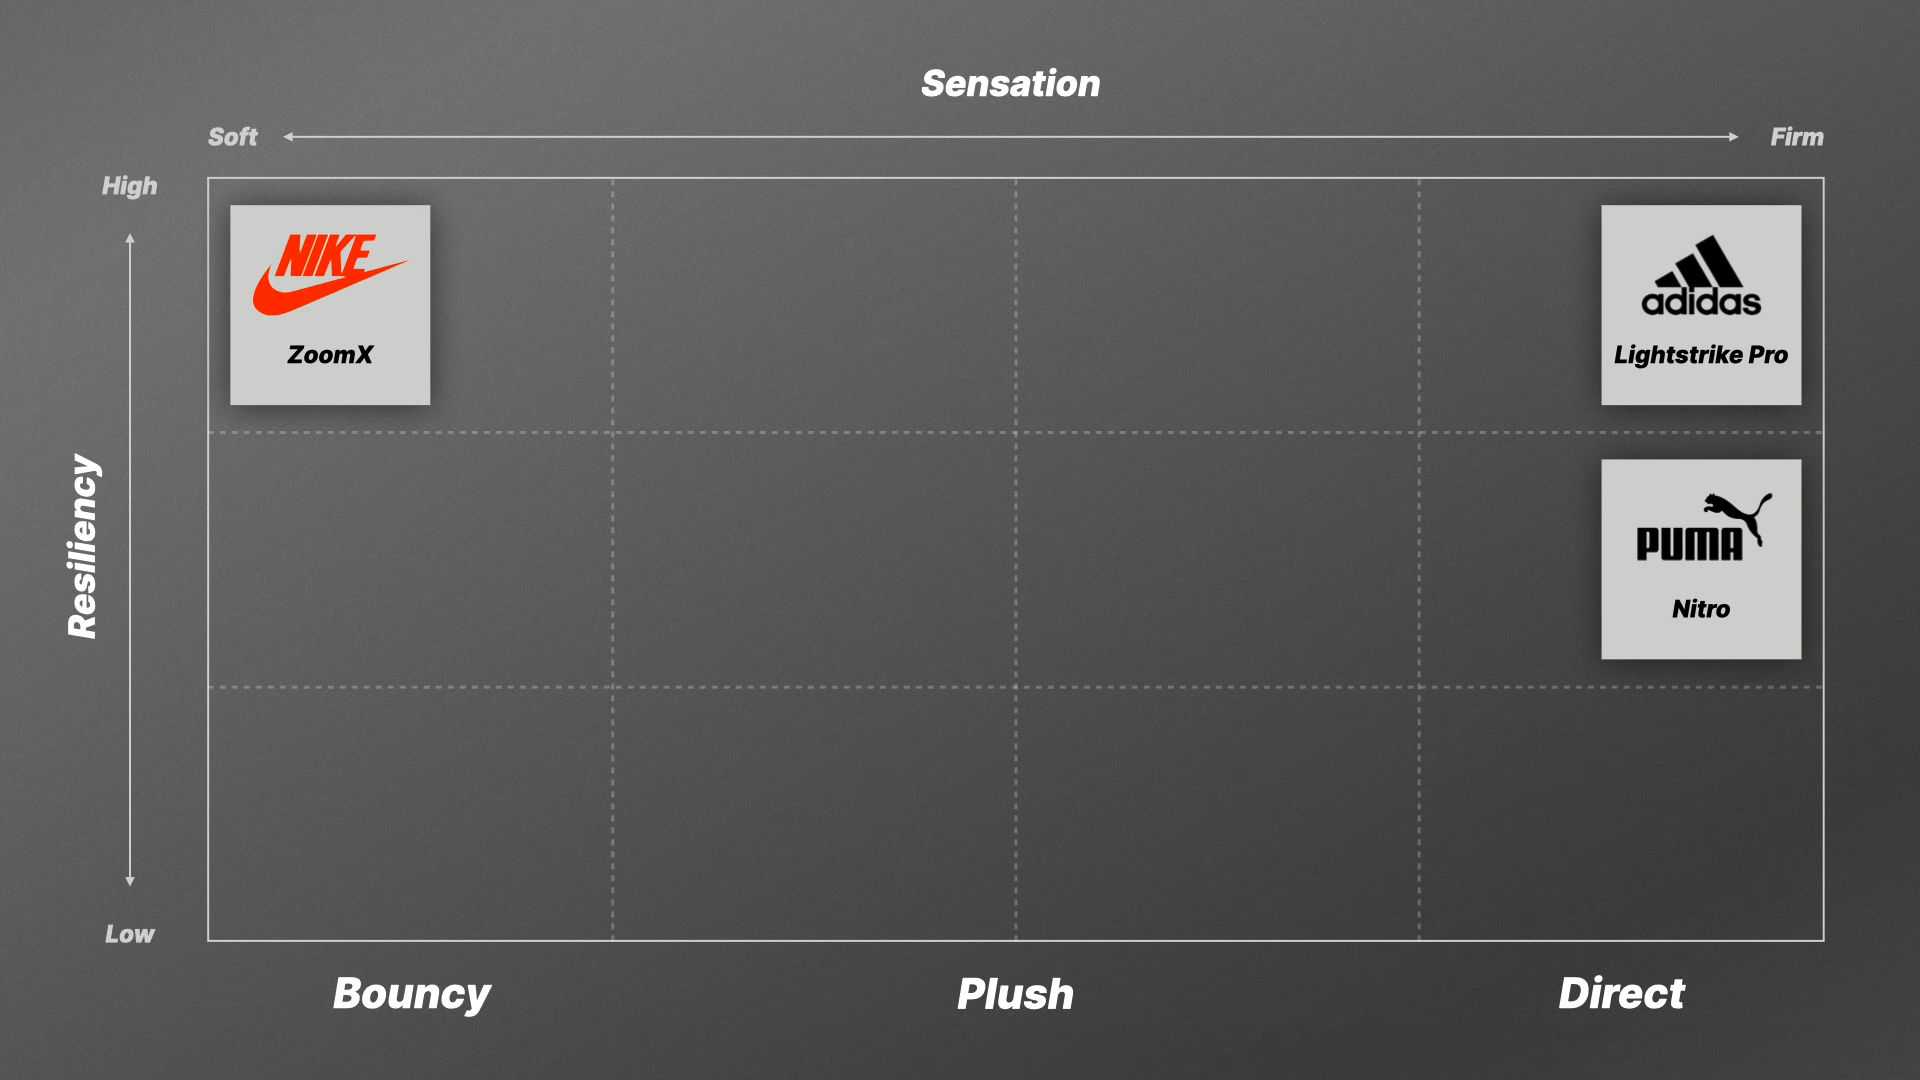 Sensation
Soft
Firm
High
NIKE
ZoomX
adidas
Lightstrike Pro
Resiliency
PUMA
Nitro
Low
Bouncy
Plush
Direct